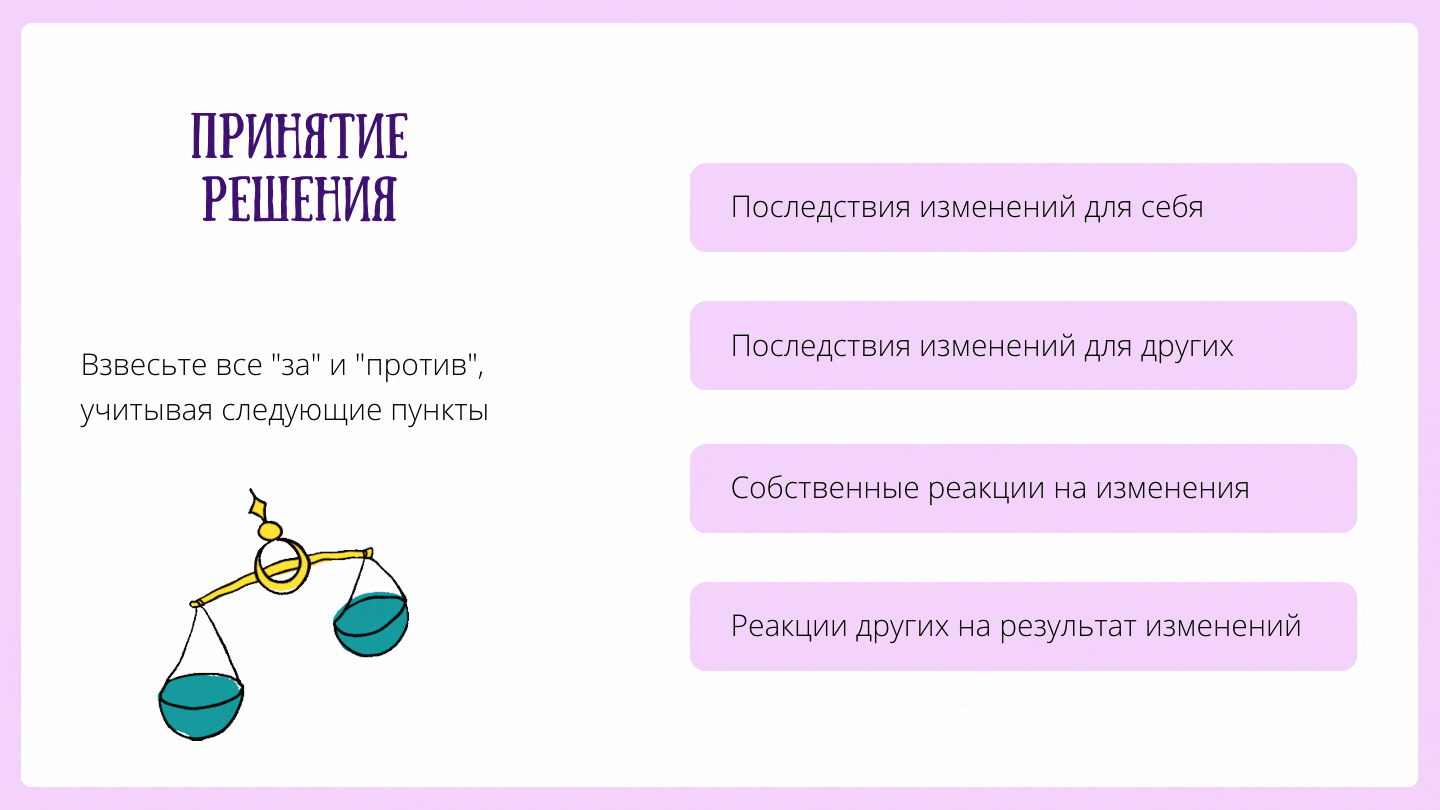 ПРИНЯТИЕ
РЕШЕНИЯ
Взвесьте все "за" и "против",
учитывая следующие пункты
Последствия изменений для себя
Последствия изменений для других
Собственные реакции на изменения
Реакции других на результат изменений